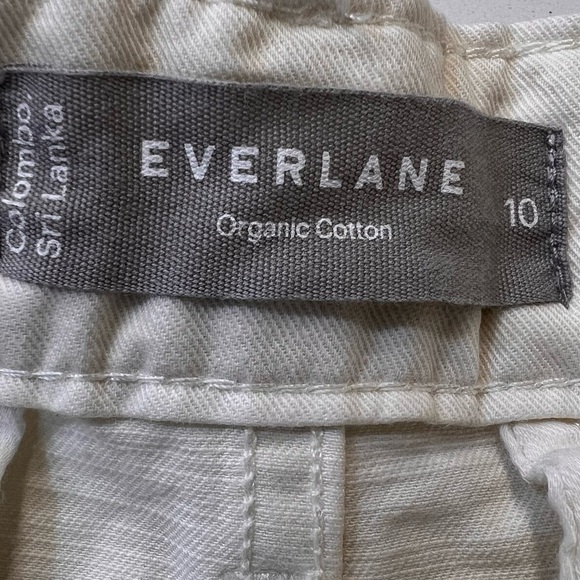 Colombo,
Sri Lanka
EVERLANE
Organic Cotton
10